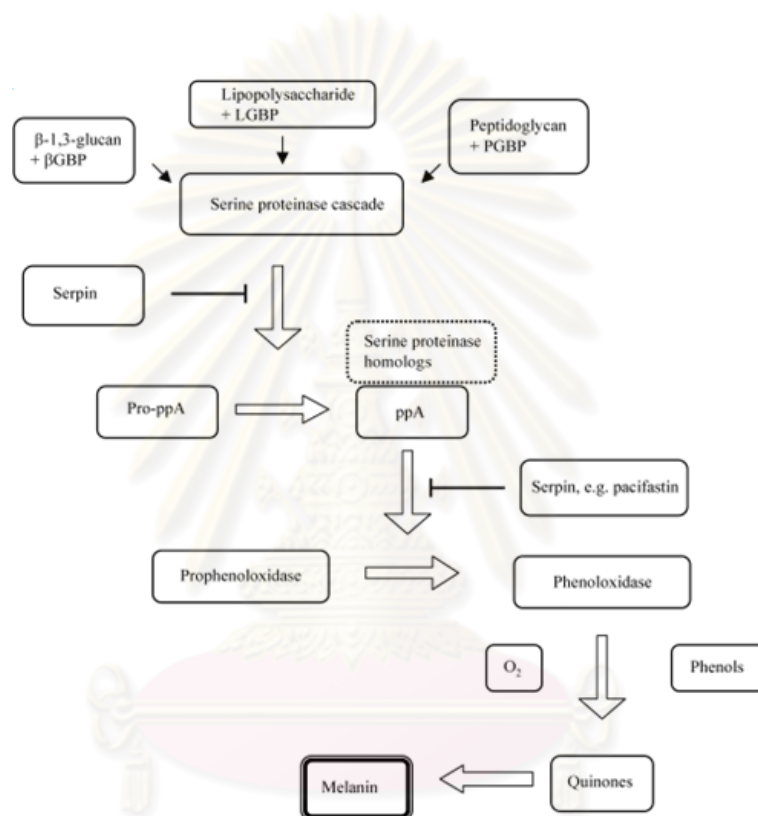 Lipopolysaccharide
+ LGBP
β-1,3-glucan
+ βGBP
Peptidoglycan
+ PGBP
Serine proteinase cascade
Serpin
Serine proteinase
homologs
Pro-ppA
ppA
Serpin, e.g. pacifastin
Prophenoloxidase
Phenoloxidase
O₂
Phenols
Melanin
Quinones